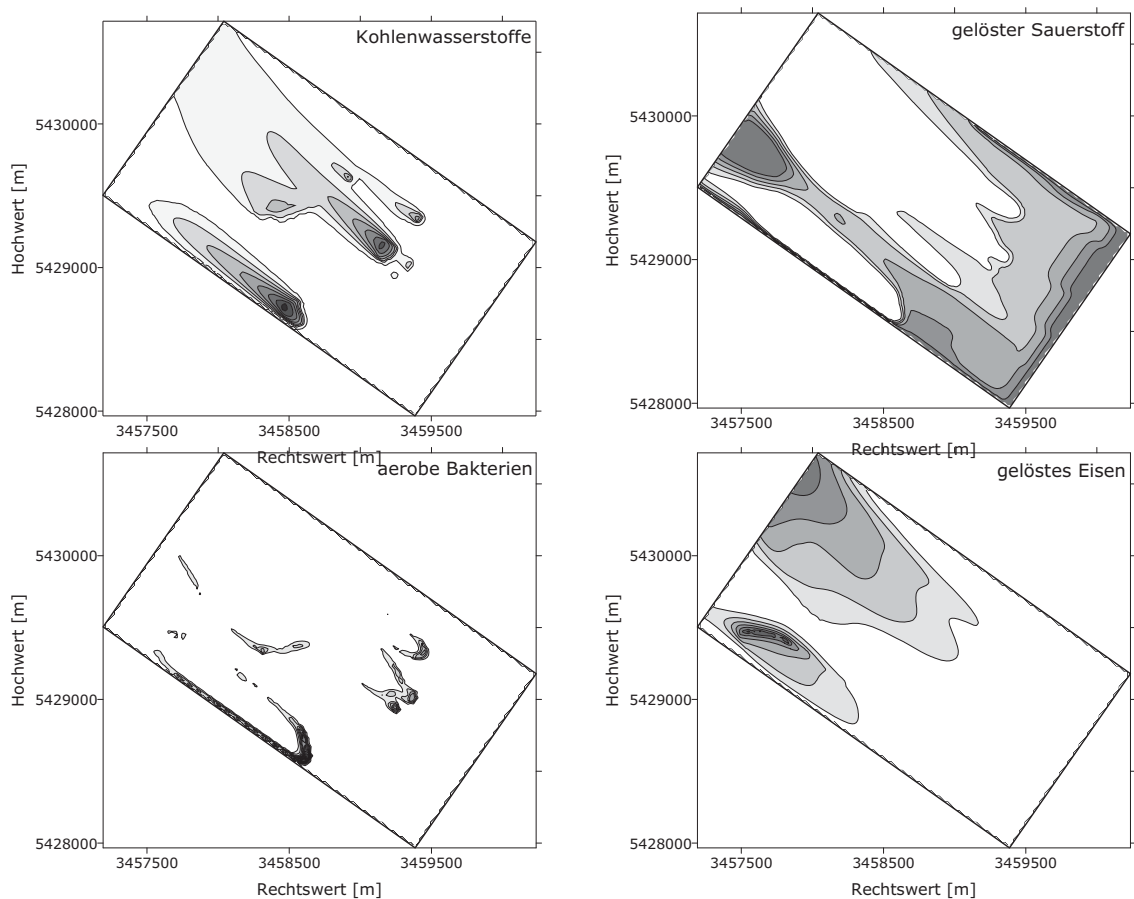 Kohlenwasserstoffe
5430000
5429000
5428000
Hochwert [m]
3457500 3458500 3459500
Rechtswert [m]
gelöster Sauerstoff
5430000
5429000
5428000
Hochwert [m]
3457500 3458500 3459500
Rechtswert [m]
aerobe Bakterien
5430000
5429000
5428000
Hochwert [m]
3457500 3458500 3459500
Rechtswert [m]
gelöstes Eisen
5430000
5429000
5428000
Hochwert [m]
3457500 3458500 3459500
Rechtswert [m]